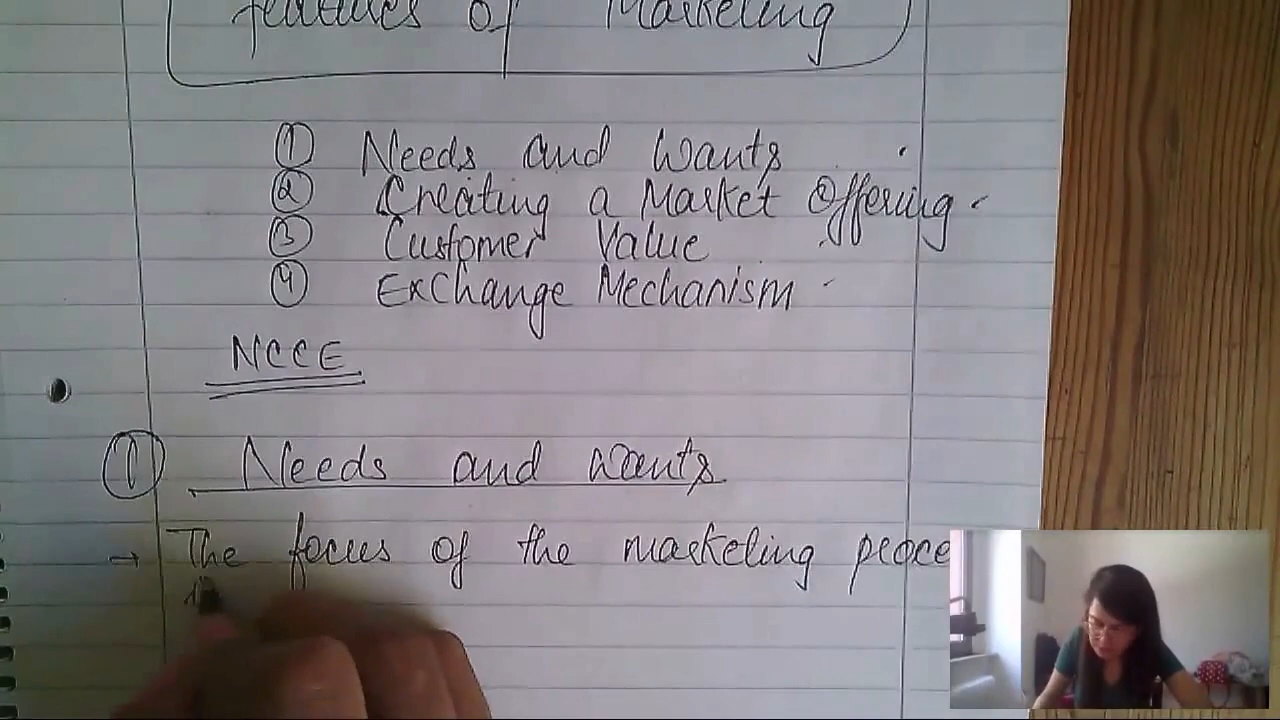 features of Marketing
① Needs and Wants
② Creating a Market Offering
③ Customer Value
④ Exchange Mechanism
NCCE
① Needs and Wants
→ The focus of the marketing